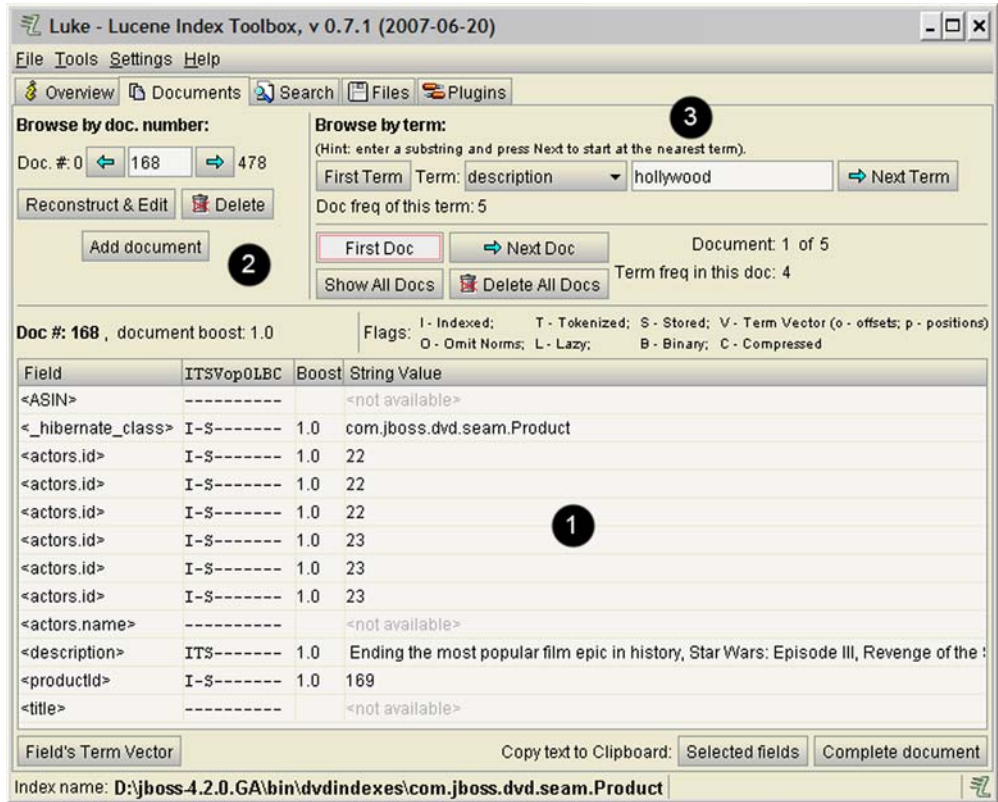 Luke - Lucene Index Toolbox, v 0.7.1 (2007-06-20)
File Tools Settings Help
Overview Documents Search Files Plugins
Browse by doc. number:
Doc. #: 0 168 478
Reconstruct & Edit Delete
Add document
2
Browse by term:
3
(Hint: enter a substring and press Next to start at the nearest term).
First Term Term: description hollywood Next Term
Doc freq of this term: 5
First Doc Next Doc Document: 1 of 5
Show All Docs Delete All Docs Term freq in this doc: 4
Doc #: 168 , document boost: 1.0
Flags: I - Indexed; T - Tokenized; S - Stored; V - Term Vector (o - offsets; p - positions)
O - Omit Norms; L - Lazy; B - Binary; C - Compressed
Field ITSVopOLBC Boost String Value
<ASIN> ---------- <not available>
<_hibernate_class> I-S------- 1.0 com.jboss.dvd.seam.Product
<actors.id> I-S------- 1.0 22
<actors.id> I-S------- 1.0 22
<actors.id> I-S------- 1.0 22
<actors.id> I-S------- 1.0 23
<actors.id> I-S------- 1.0 23
<actors.id> I-S------- 1.0 23
1
<actors.name> ---------- <not available>
<description> ITS------- 1.0 Ending the most popular film epic in history, Star Wars: Episode III, Revenge of the
<productId> I-S------- 1.0 169
<title> ---------- <not available>
Field's Term Vector Copy text to Clipboard: Selected fields Complete document
Index name: D:\jboss-4.2.0.GA\bin\dvdindexes\com.jboss.dvd.seam.Product